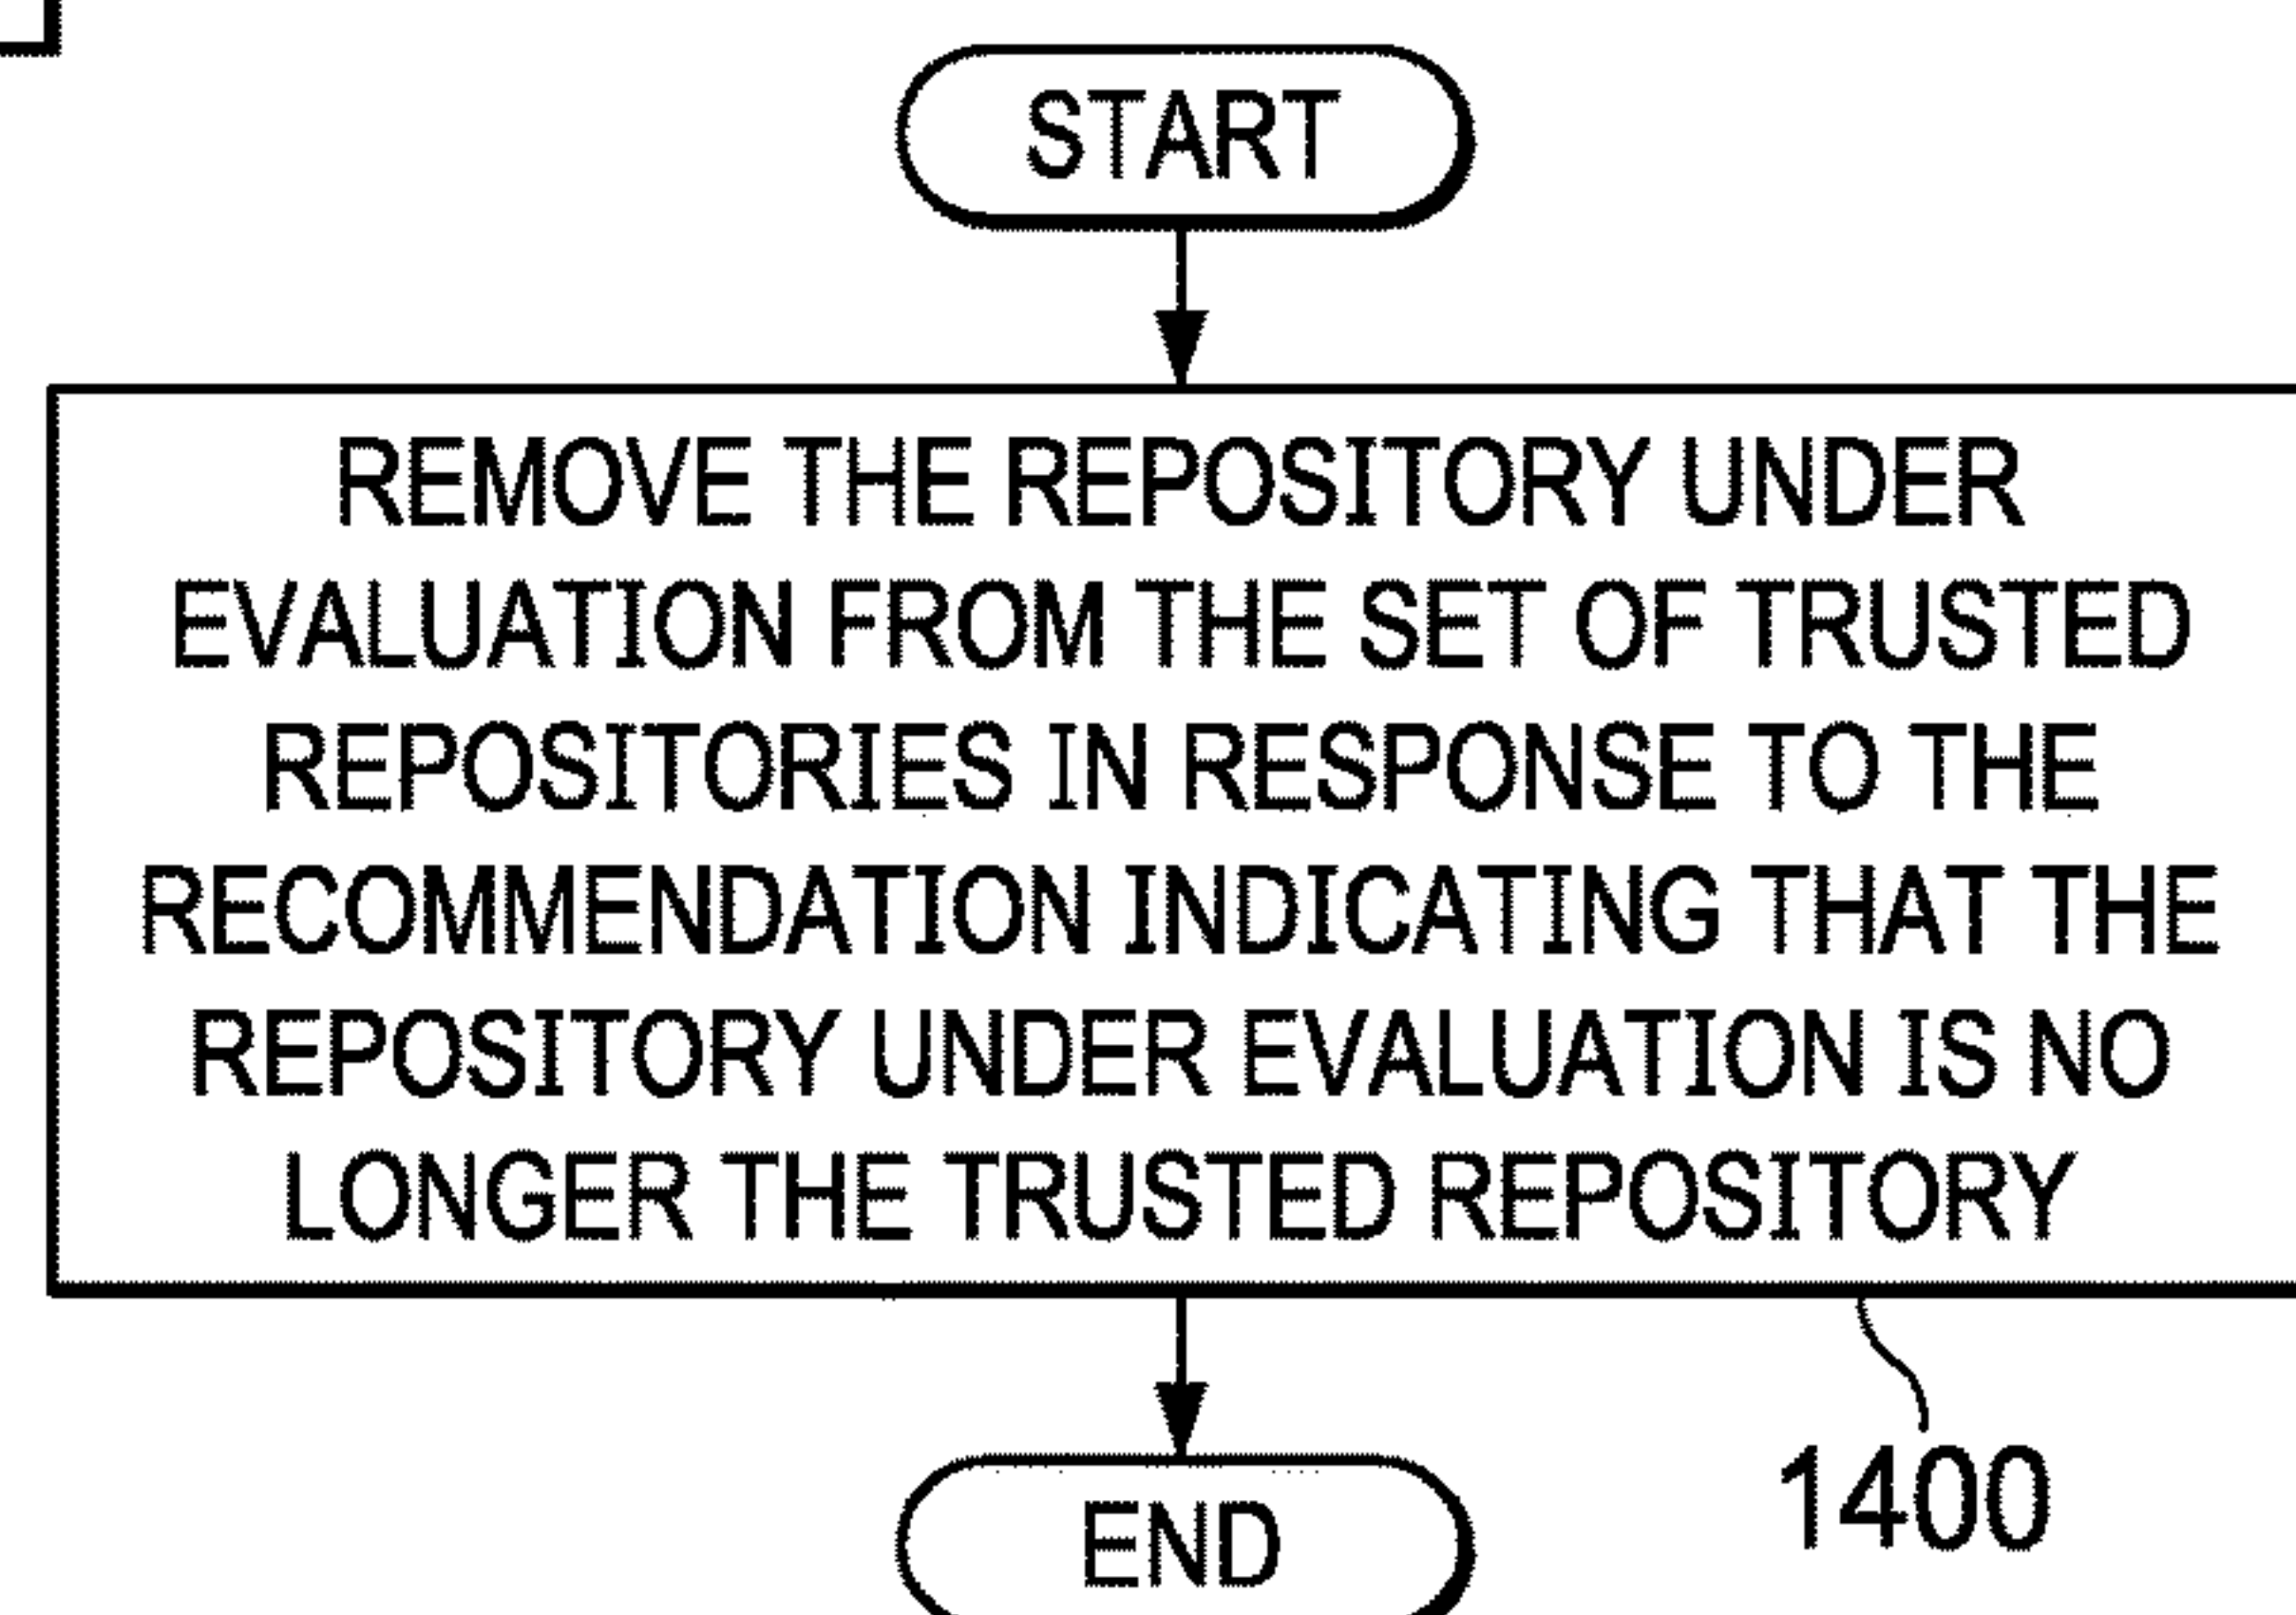 START
REMOVE THE REPOSITORY UNDER
EVALUATION FROM THE SET OF TRUSTED
REPOSITORIES IN RESPONSE TO THE
RECOMMENDATION INDICATING THAT THE
REPOSITORY UNDER EVALUATION IS NO
LONGER THE TRUSTED REPOSITORY
1400
END